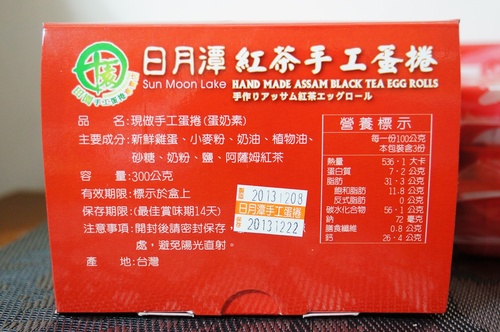 日月潭 紅茶手工蛋捲
Sun Moon Lake HAND MADE ASSAM BLACK TEA EGG ROLLS
手作りアッサム紅茶エッグロール
手工蛋捲
品名:現做手工蛋捲(蛋奶素)
主要成分:新鮮雞蛋、小麥粉、奶油、植物油、
砂糖、奶粉、鹽、阿薩姆紅茶
容量:300公克
有效期限:標示於盒上
保存期限:(最佳賞味期14天)
注意事項:開封後請密封保存,
處,避免陽光直射。
產地:台灣
20131208
日月潭手工蛋捲
20131222
營養標示
每一份100公克
本包裝含3份
熱量 536.1大卡
蛋白質 7.2公克
脂肪 31.3公克
飽和脂肪 11.8公克
反式脂肪 0公克
碳水化合物 56.1公克
鈉 72毫克
膳食纖維 0.8公克
鈣 26.4公克